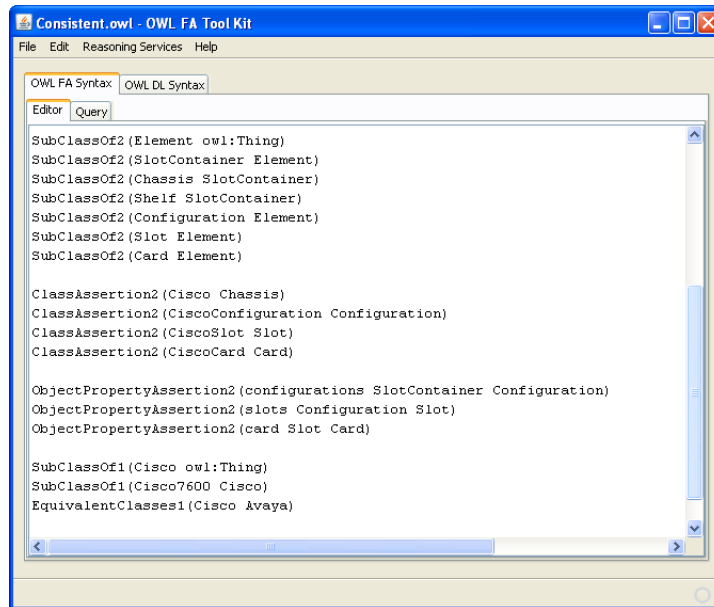 Consistent.owl - OWL FA Tool Kit
File Edit Reasoning Services Help
OWL FA Syntax OWL DL Syntax
Editor Query
SubClassOf2(Element owl:Thing)
SubClassOf2(SlotContainer Element)
SubClassOf2(Chassis SlotContainer)
SubClassOf2(Shelf SlotContainer)
SubClassOf2(Configuration Element)
SubClassOf2(Slot Element)
SubClassOf2(Card Element)
ClassAssertion2(Cisco Chassis)
ClassAssertion2(CiscoConfiguration Configuration)
ClassAssertion2(CiscoSlot Slot)
ClassAssertion2(CiscoCard Card)
ObjectPropertyAssertion2(configurations SlotContainer Configuration)
ObjectPropertyAssertion2(slots Configuration Slot)
ObjectPropertyAssertion2(card Slot Card)
SubClassOf1(Cisco owl:Thing)
SubClassOf1(Cisco7600 Cisco)
EquivalentClasses1(Cisco Avaya)